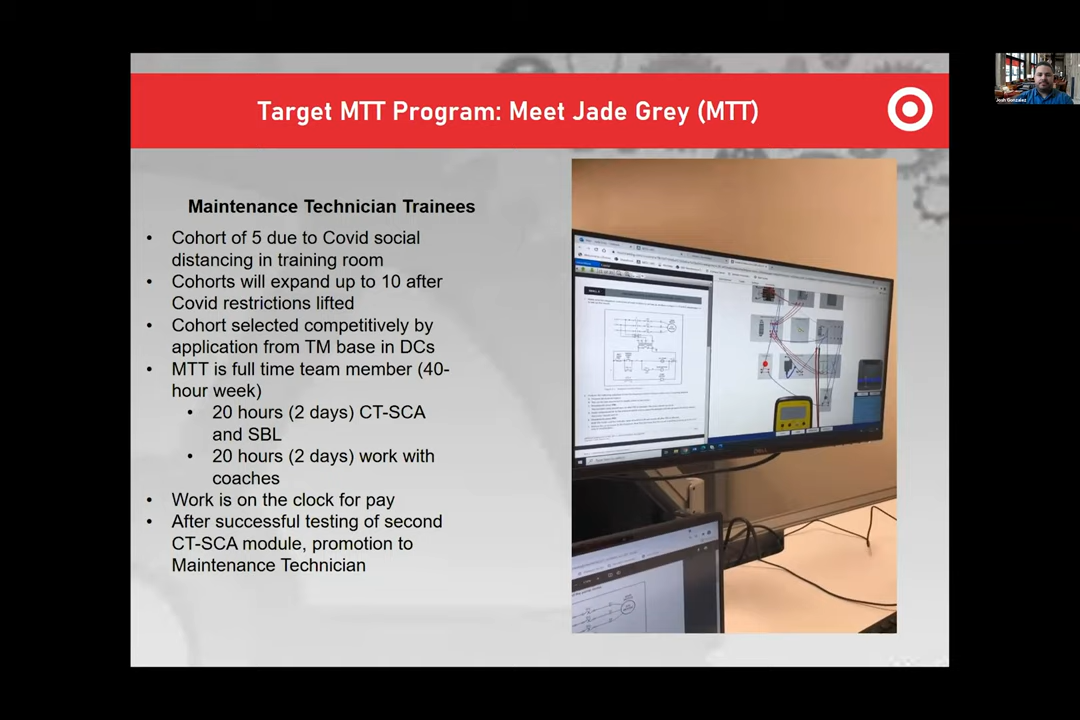 Target MTT Program: Meet Jade Grey (MTT)
Josh Gonzalez
Maintenance Technician Trainees
• Cohort of 5 due to Covid social
distancing in training room
• Cohorts will expand up to 10 after
Covid restrictions lifted
• Cohort selected competitively by
application from TM base in DCs
• MTT is full time team member (40-
hour week)
• 20 hours (2 days) CT-SCA
and SBL
• 20 hours (2 days) work with
coaches
• Work is on the clock for pay
• After successful testing of second
CT-SCA module, promotion to
Maintenance Technician
DELL